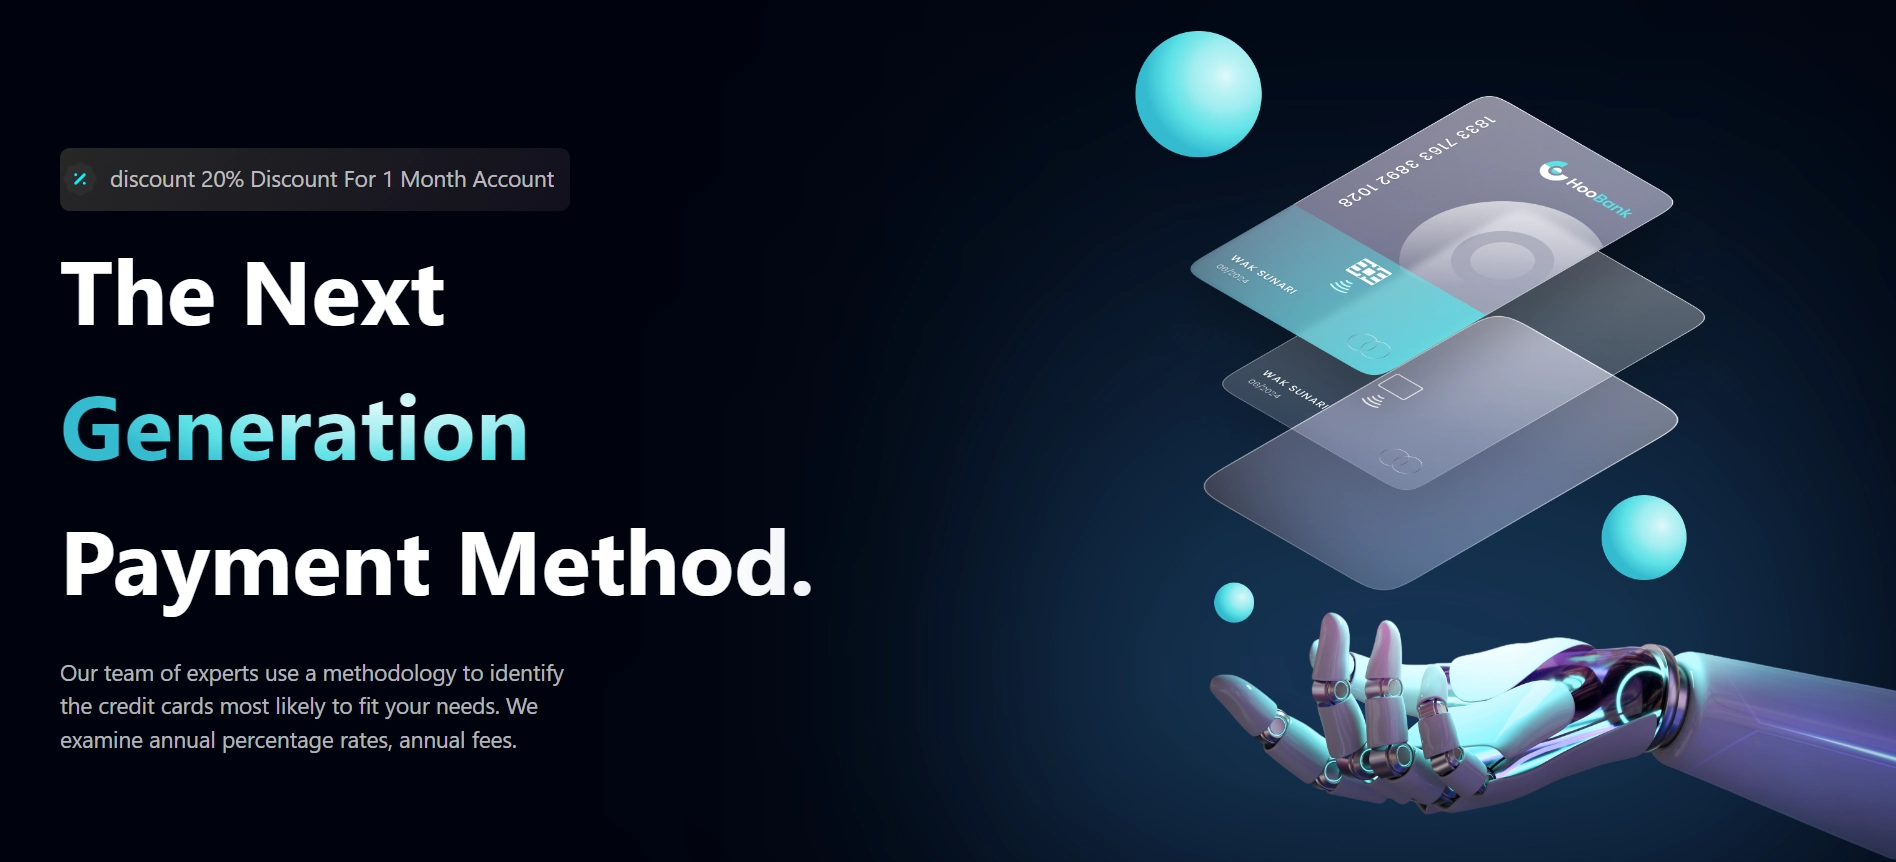 discount 20% Discount For 1 Month Account
The Next
Generation
Payment Method.
Our team of experts use a methodology to identify
the credit cards most likely to fit your needs. We
examine annual percentage rates, annual fees.
1833 7163 3892 1028
HooBank
WAK SUNARI
08/2024
WAK SUNARI
08/2024